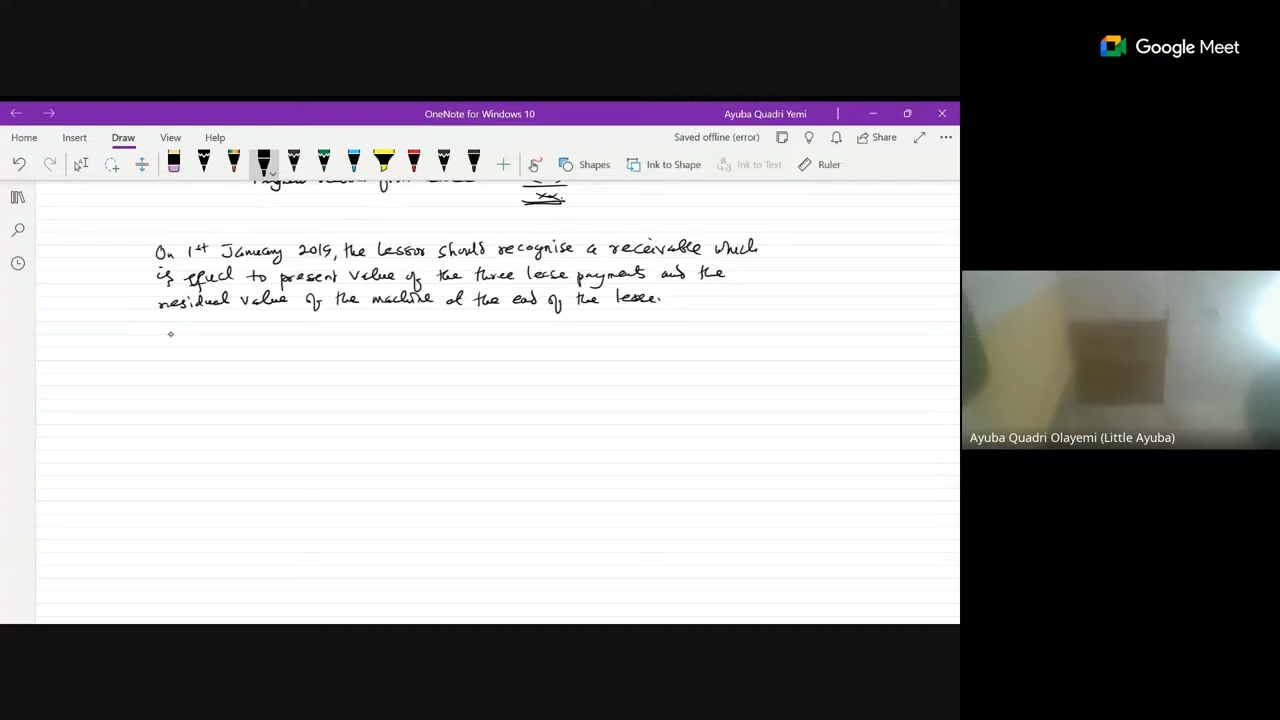 Google Meet
OneNote for Windows 10
Ayuba Quadri Yemi
Home Insert Draw View Help
Saved offline (error)
Share
Shapes
Ink to Shape
Ink to Text
Ruler
xx
On 1st January 2019, the lessor should recognise a receivable which
is equal to present value of the three lease payments and the
residual value of the machine at the end of the lease.
Ayuba Quadri Olayemi (Little Ayuba)